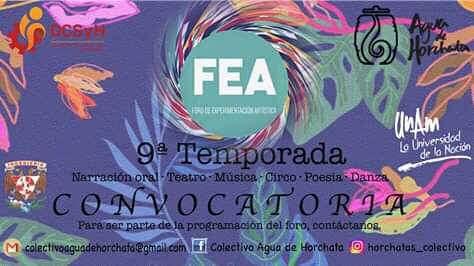 DCSyH
Agua
de
Horchata
FEA
FORO DE EXPERIMENTACIÓN ARTÍSTICA
UNAM
La Universidad
de la Nación
9ª Temporada
Narración oral · Teatro · Música · Circo · Poesía · Danza
INGENIERÍA
CONVOCATORIA
Para ser parte de la programación del foro, contáctanos.
colectivoaguadehorchata@gmail.com
Colectivo Agua de Horchata
horchatas_colectivo